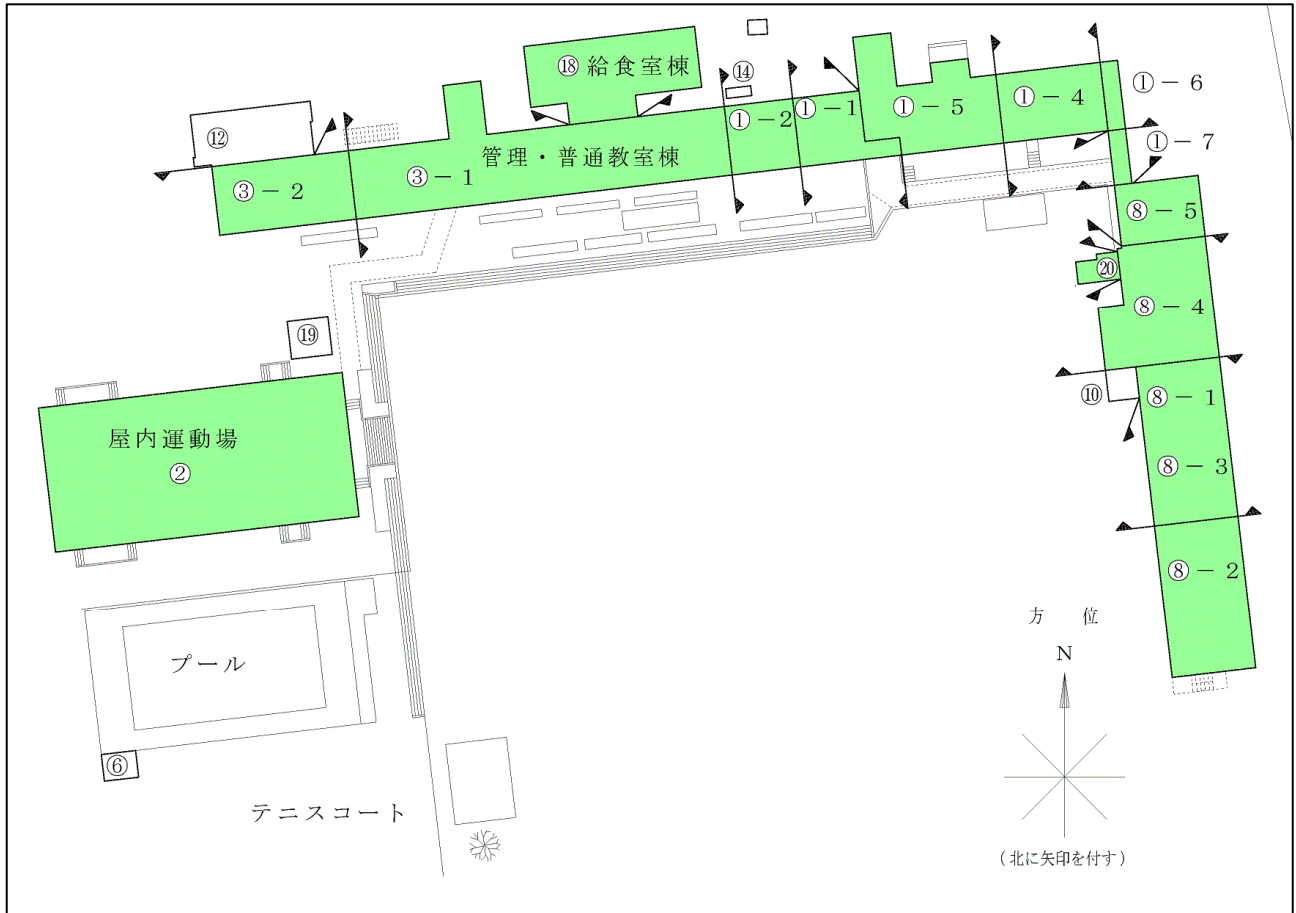 ⑱ 給食室棟
⑭
①-6
⑫
①-2
①-1
①-5
①-4
①-7
管理・普通教室棟
③-2
③-1
⑧-5
⑳
⑧-4
⑲
⑩
⑧-1
屋内運動場
②
⑧-3
⑧-2
方 位
N
プール
⑥
テニスコート
(北に矢印を付す)